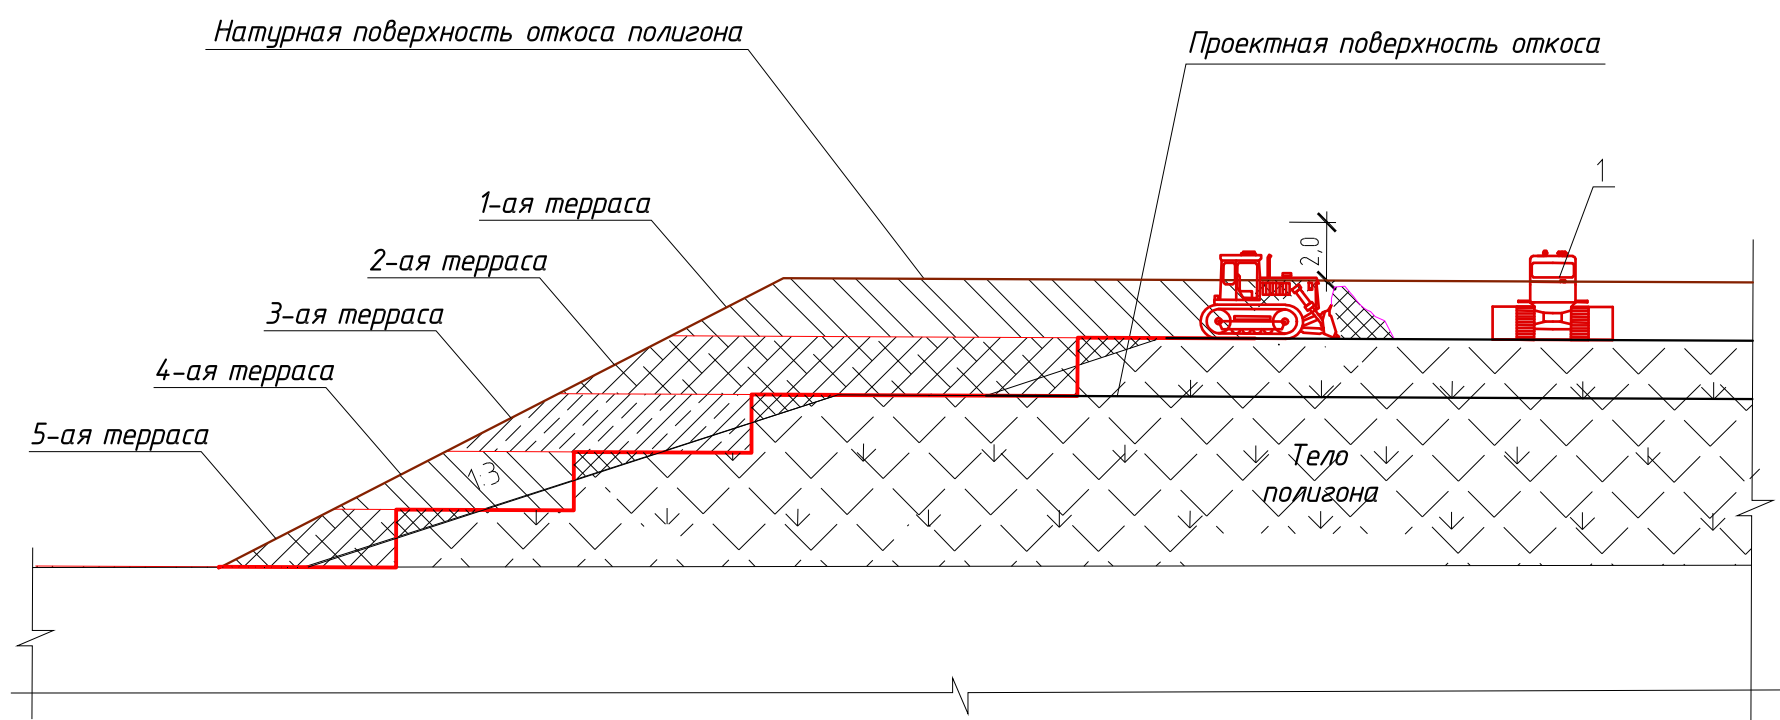 Натурная поверхность откоса полигона
Проектная поверхность откоса
1
1-ая терраса
2,0
2-ая терраса
3-ая терраса
4-ая терраса
5-ая терраса
1:3
Тело
полигона